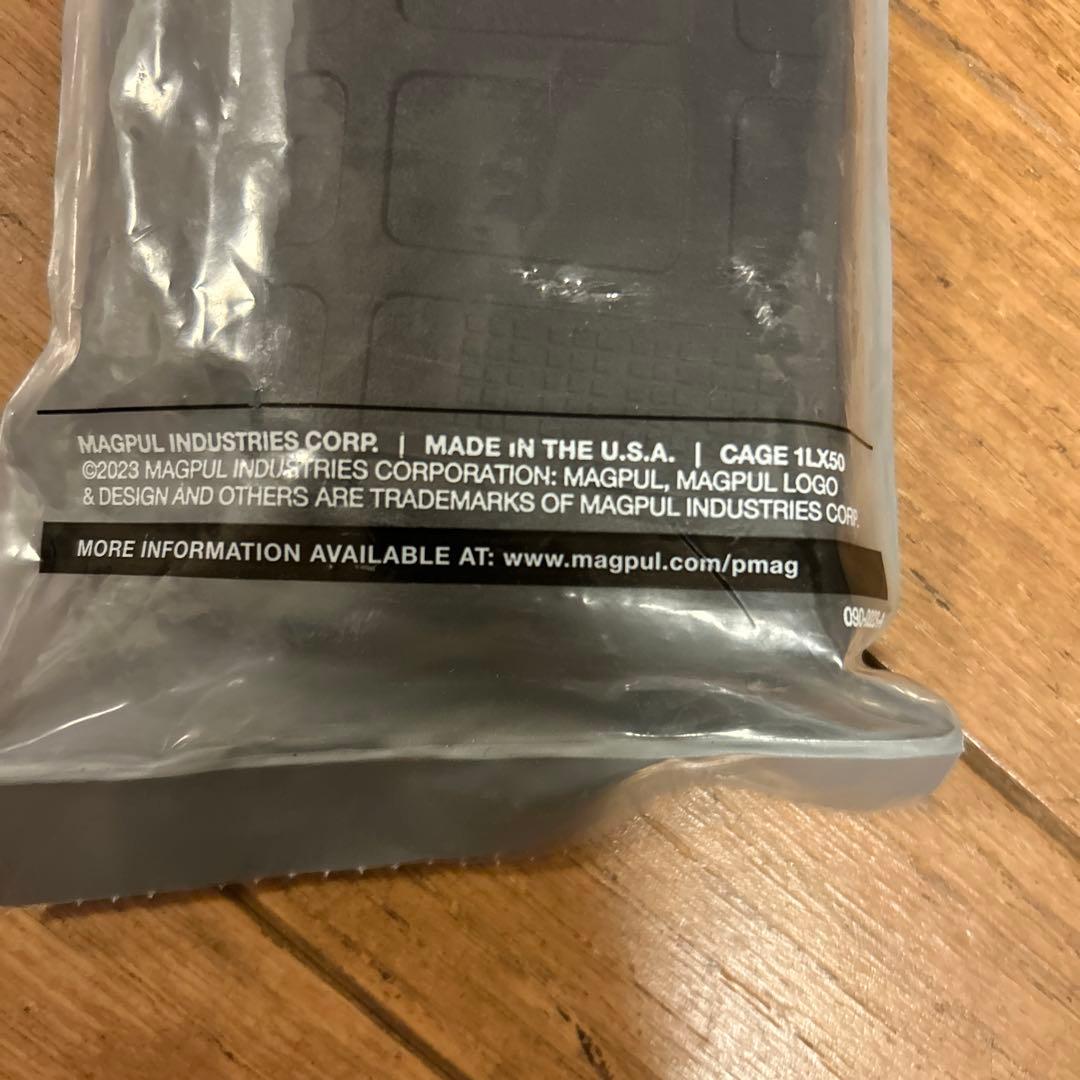 MAGPUL INDUSTRIES CORP. | MADE IN THE U.S.A. | CAGE 1LX50
©2023 MAGPUL INDUSTRIES CORPORATION: MAGPUL, MAGPUL LOGO
& DESIGN AND OTHERS ARE TRADEMARKS OF MAGPUL INDUSTRIES CORP.
MORE INFORMATION AVAILABLE AT: www.magpul.com/pmag